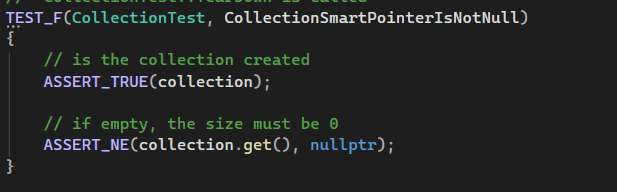 TEST_F(CollectionTest, CollectionSmartPointerIsNotNull)
{
// is the collection created
ASSERT_TRUE(collection);
// if empty, the size must be 0
ASSERT_NE(collection.get(), nullptr);
}